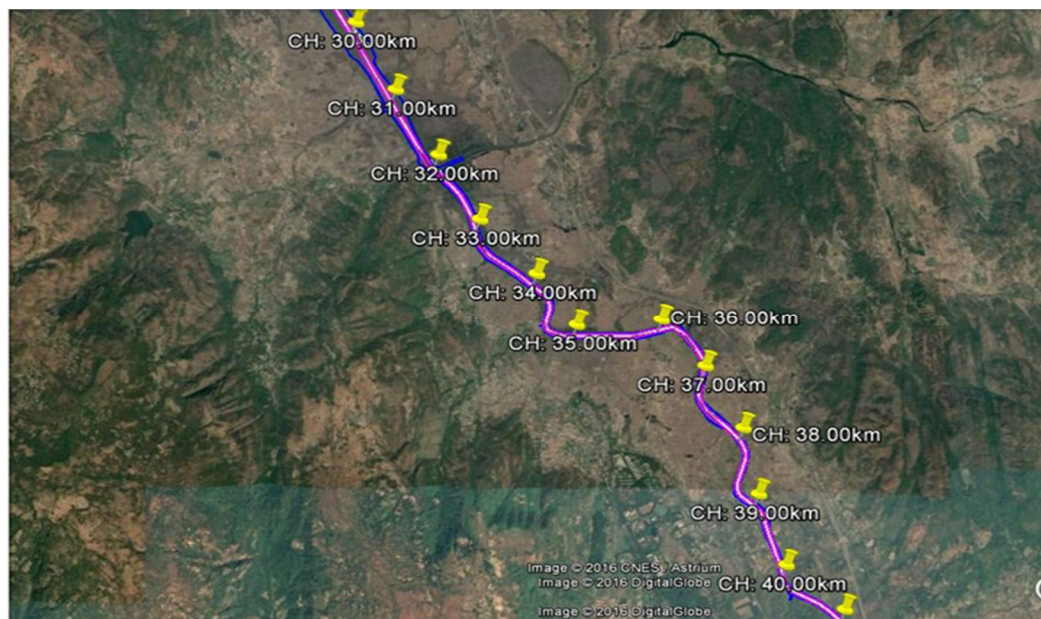 CH: 30.00km
CH: 31.00km
CH: 32.00km
CH: 33.00km
CH: 34.00km
CH: 36.00km
CH: 35.00km
CH: 37.00km
CH: 38.00km
CH: 39.00km
Image © 2016 CNES / Astrium
Image © 2016 DigitalGlobe
CH: 40.00km
Image © 2016 DigitalGlobe